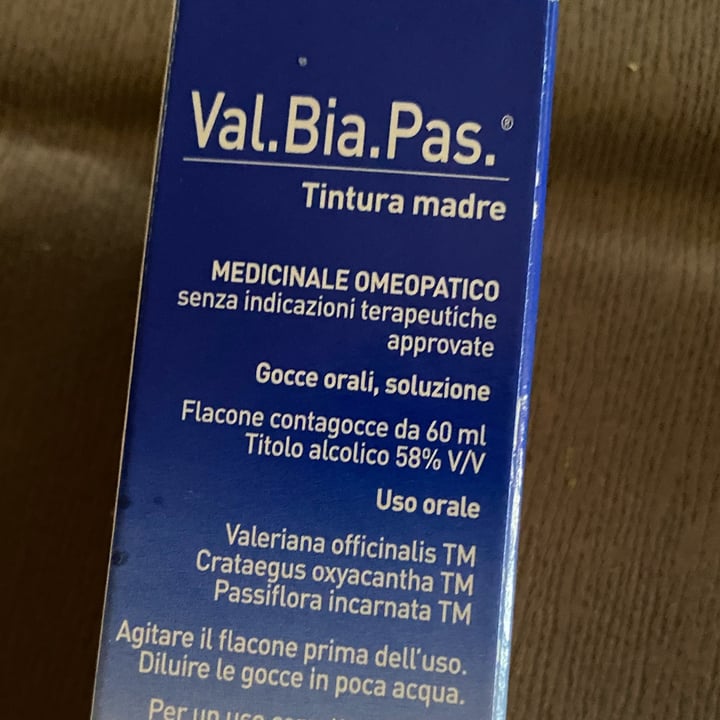 Val.Bia.Pas.®
Tintura madre
MEDICINALE OMEOPATICO
senza indicazioni terapeutiche
approvate
Gocce orali, soluzione
Flacone contagocce da 60 ml
Titolo alcolico 58% V/V
Uso orale
Valeriana officinalis TM
Crataegus oxyacantha TM
Passiflora incarnata TM
Agitare il flacone prima dell'uso.
Diluire le gocce in poca acqua.
Per un uso